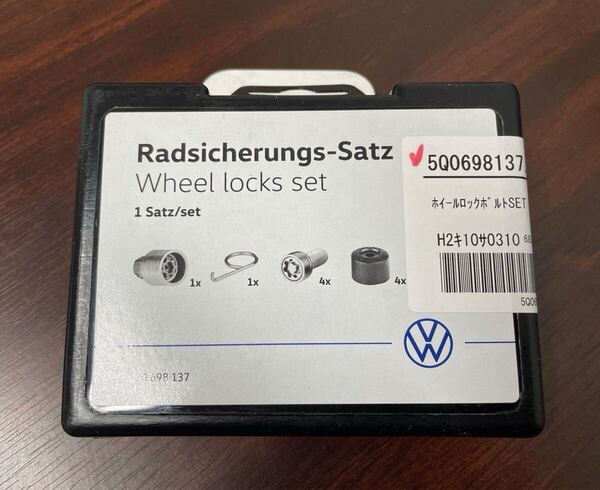 Radsicherungs-Satz
Wheel locks set
1 Satz/set
1x
1x
4x
4x
698 137
5Q0698137
ホイールロックボルトSET
H2キ10サ0310
5Q0
VW